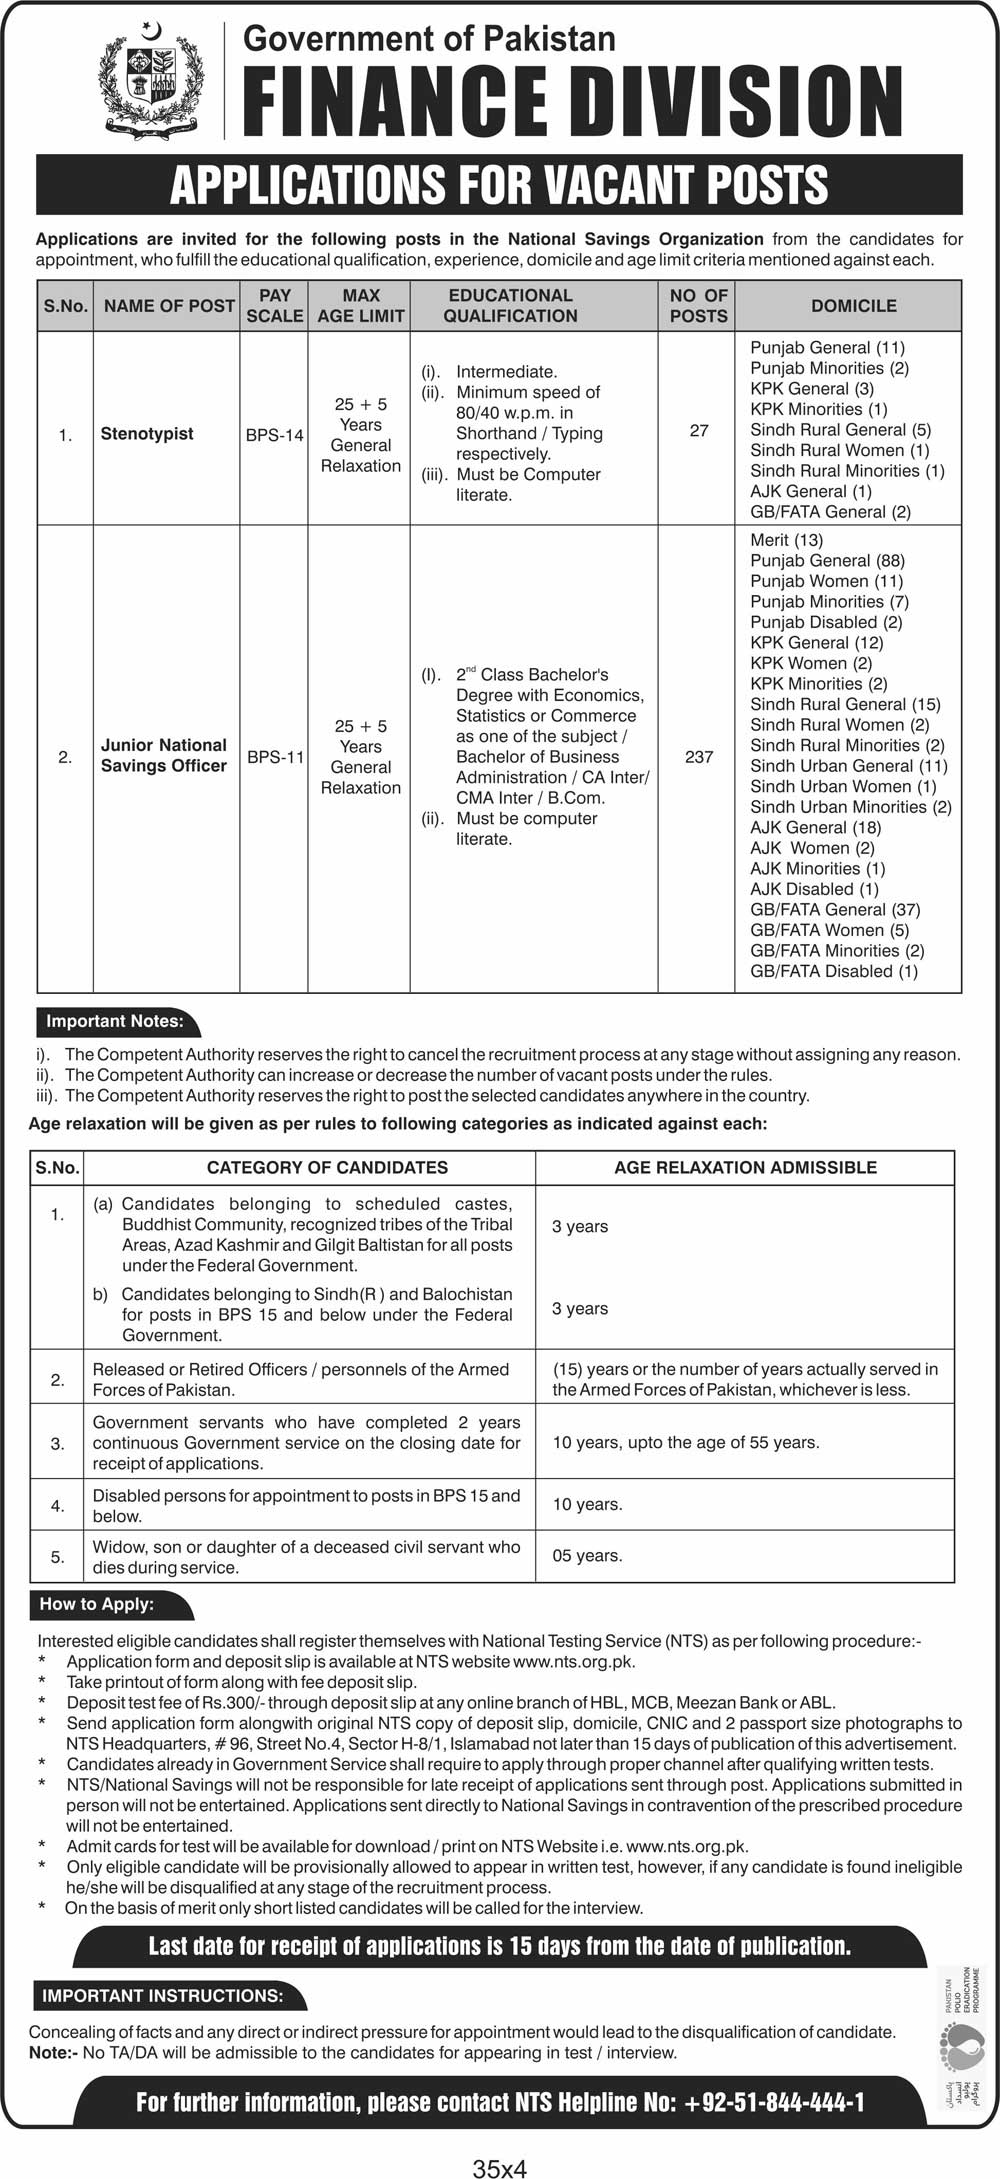 Government of Pakistan
FINANCE DIVISION
APPLICATIONS FOR VACANT POSTS
Applications are invited for the following posts in the National Savings Organization from the candidates for
appointment, who fulfill the educational qualification, experience, domicile and age limit criteria mentioned against each.
S.No.
NAME OF POST
PAY
SCALE
MAX
AGE LIMIT
EDUCATIONAL
QUALIFICATION
NO OF
POSTS
DOMICILE
1.
Stenotypist
BPS-14
25 + 5
Years
General
Relaxation
(i). Intermediate.
(ii). Minimum speed of
80/40 w.p.m. in
Shorthand / Typing
respectively.
(iii). Must be Computer
literate.
27
Punjab General (11)
Punjab Minorities (2)
KPK General (3)
KPK Minorities (1)
Sindh Rural General (5)
Sindh Rural Women (1)
Sindh Rural Minorities (1)
AJK General (1)
GB/FATA General (2)
2.
Junior National
Savings Officer
BPS-11
25 + 5
Years
General
Relaxation
(I). 2nd Class Bachelor's
Degree with Economics,
Statistics or Commerce
as one of the subject /
Bachelor of Business
Administration / CA Inter/
CMA Inter / B.Com.
(ii). Must be computer
literate.
237
Merit (13)
Punjab General (88)
Punjab Women (11)
Punjab Minorities (7)
Punjab Disabled (2)
KPK General (12)
KPK Women (2)
KPK Minorities (2)
Sindh Rural General (15)
Sindh Rural Women (2)
Sindh Rural Minorities (2)
Sindh Urban General (11)
Sindh Urban Women (1)
Sindh Urban Minorities (2)
AJK General (18)
AJK Women (2)
AJK Minorities (1)
AJK Disabled (1)
GB/FATA General (37)
GB/FATA Women (5)
GB/FATA Minorities (2)
GB/FATA Disabled (1)
Important Notes:
i). The Competent Authority reserves the right to cancel the recruitment process at any stage without assigning any reason.
ii). The Competent Authority can increase or decrease the number of vacant posts under the rules.
iii). The Competent Authority reserves the right to post the selected candidates anywhere in the country.
Age relaxation will be given as per rules to following categories as indicated against each:
S.No.
CATEGORY OF CANDIDATES
AGE RELAXATION ADMISSIBLE
1.
(a) Candidates belonging to scheduled castes,
Buddhist Community, recognized tribes of the Tribal
Areas, Azad Kashmir and Gilgit Baltistan for all posts
under the Federal Government.
3 years
b) Candidates belonging to Sindh(R ) and Balochistan
for posts in BPS 15 and below under the Federal
Government.
3 years
2.
Released or Retired Officers / personnels of the Armed
Forces of Pakistan.
(15) years or the number of years actually served in
the Armed Forces of Pakistan, whichever is less.
3.
Government servants who have completed 2 years
continuous Government service on the closing date for
receipt of applications.
10 years, upto the age of 55 years.
4.
Disabled persons for appointment to posts in BPS 15 and
below.
10 years.
5.
Widow, son or daughter of a deceased civil servant who
dies during service.
05 years.
How to Apply:
Interested eligible candidates shall register themselves with National Testing Service (NTS) as per following procedure:-
* Application form and deposit slip is available at NTS website www.nts.org.pk.
* Take printout of form along with fee deposit slip.
* Deposit test fee of Rs.300/- through deposit slip at any online branch of HBL, MCB, Meezan Bank or ABL.
* Send application form alongwith original NTS copy of deposit slip, domicile, CNIC and 2 passport size photographs to
NTS Headquarters, # 96, Street No.4, Sector H-8/1, Islamabad not later than 15 days of publication of this advertisement.
* Candidates already in Government Service shall require to apply through proper channel after qualifying written tests.
* NTS/National Savings will not be responsible for late receipt of applications sent through post. Applications submitted in
person will not be entertained. Applications sent directly to National Savings in contravention of the prescribed procedure
will not be entertained.
* Admit cards for test will be available for download / print on NTS Website i.e. www.nts.org.pk.
* Only eligible candidate will be provisionally allowed to appear in written test, however, if any candidate is found ineligible
he/she will be disqualified at any stage of the recruitment process.
* On the basis of merit only short listed candidates will be called for the interview.
Last date for receipt of applications is 15 days from the date of publication.
IMPORTANT INSTRUCTIONS:
Concealing of facts and any direct or indirect pressure for appointment would lead to the disqualification of candidate.
Note:- No TA/DA will be admissible to the candidates for appearing in test / interview.
PAKISTAN
POLIO
ERADICATION
PROGRAMME
پاکستان
انسداد
پولیو
پروگرام
For further information, please contact NTS Helpline No: +92-51-844-444-1
35x4